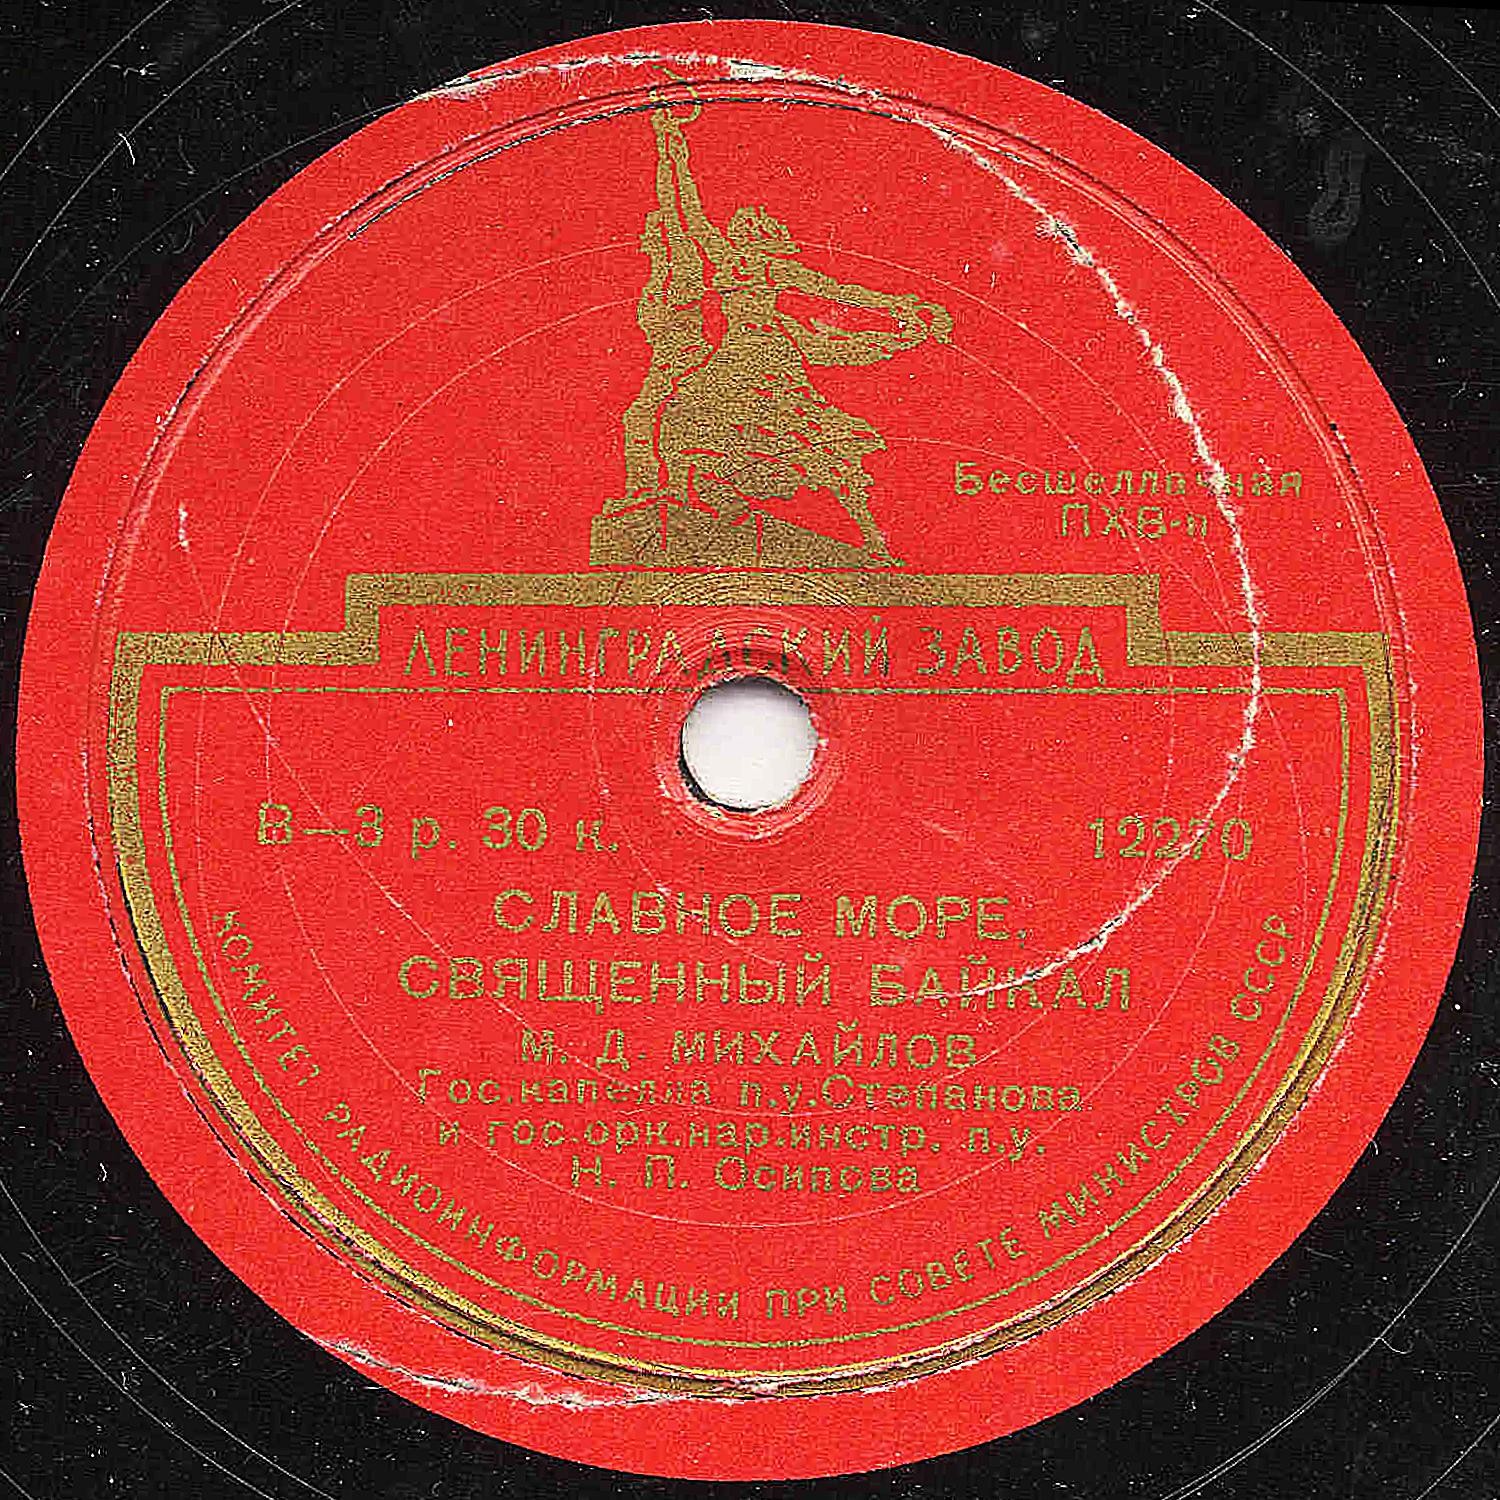 Бесшеллачная
ПХВ-п
ЛЕНИНГРАДСКИЙ ЗАВОД
В—3 р. 30 к.
12270
СЛАВНОЕ МОРЕ,
СВЯЩЕННЫЙ БАЙКАЛ
М. Д. МИХАЙЛОВ
Гос.капелла п.у.Степанова
и гос.орк.нар.инстр. п.у.
Н. П. Осипова
КОМИТЕТ РАДИОИНФОРМАЦИИ ПРИ СОВЕТЕ МИНИСТРОВ СССР